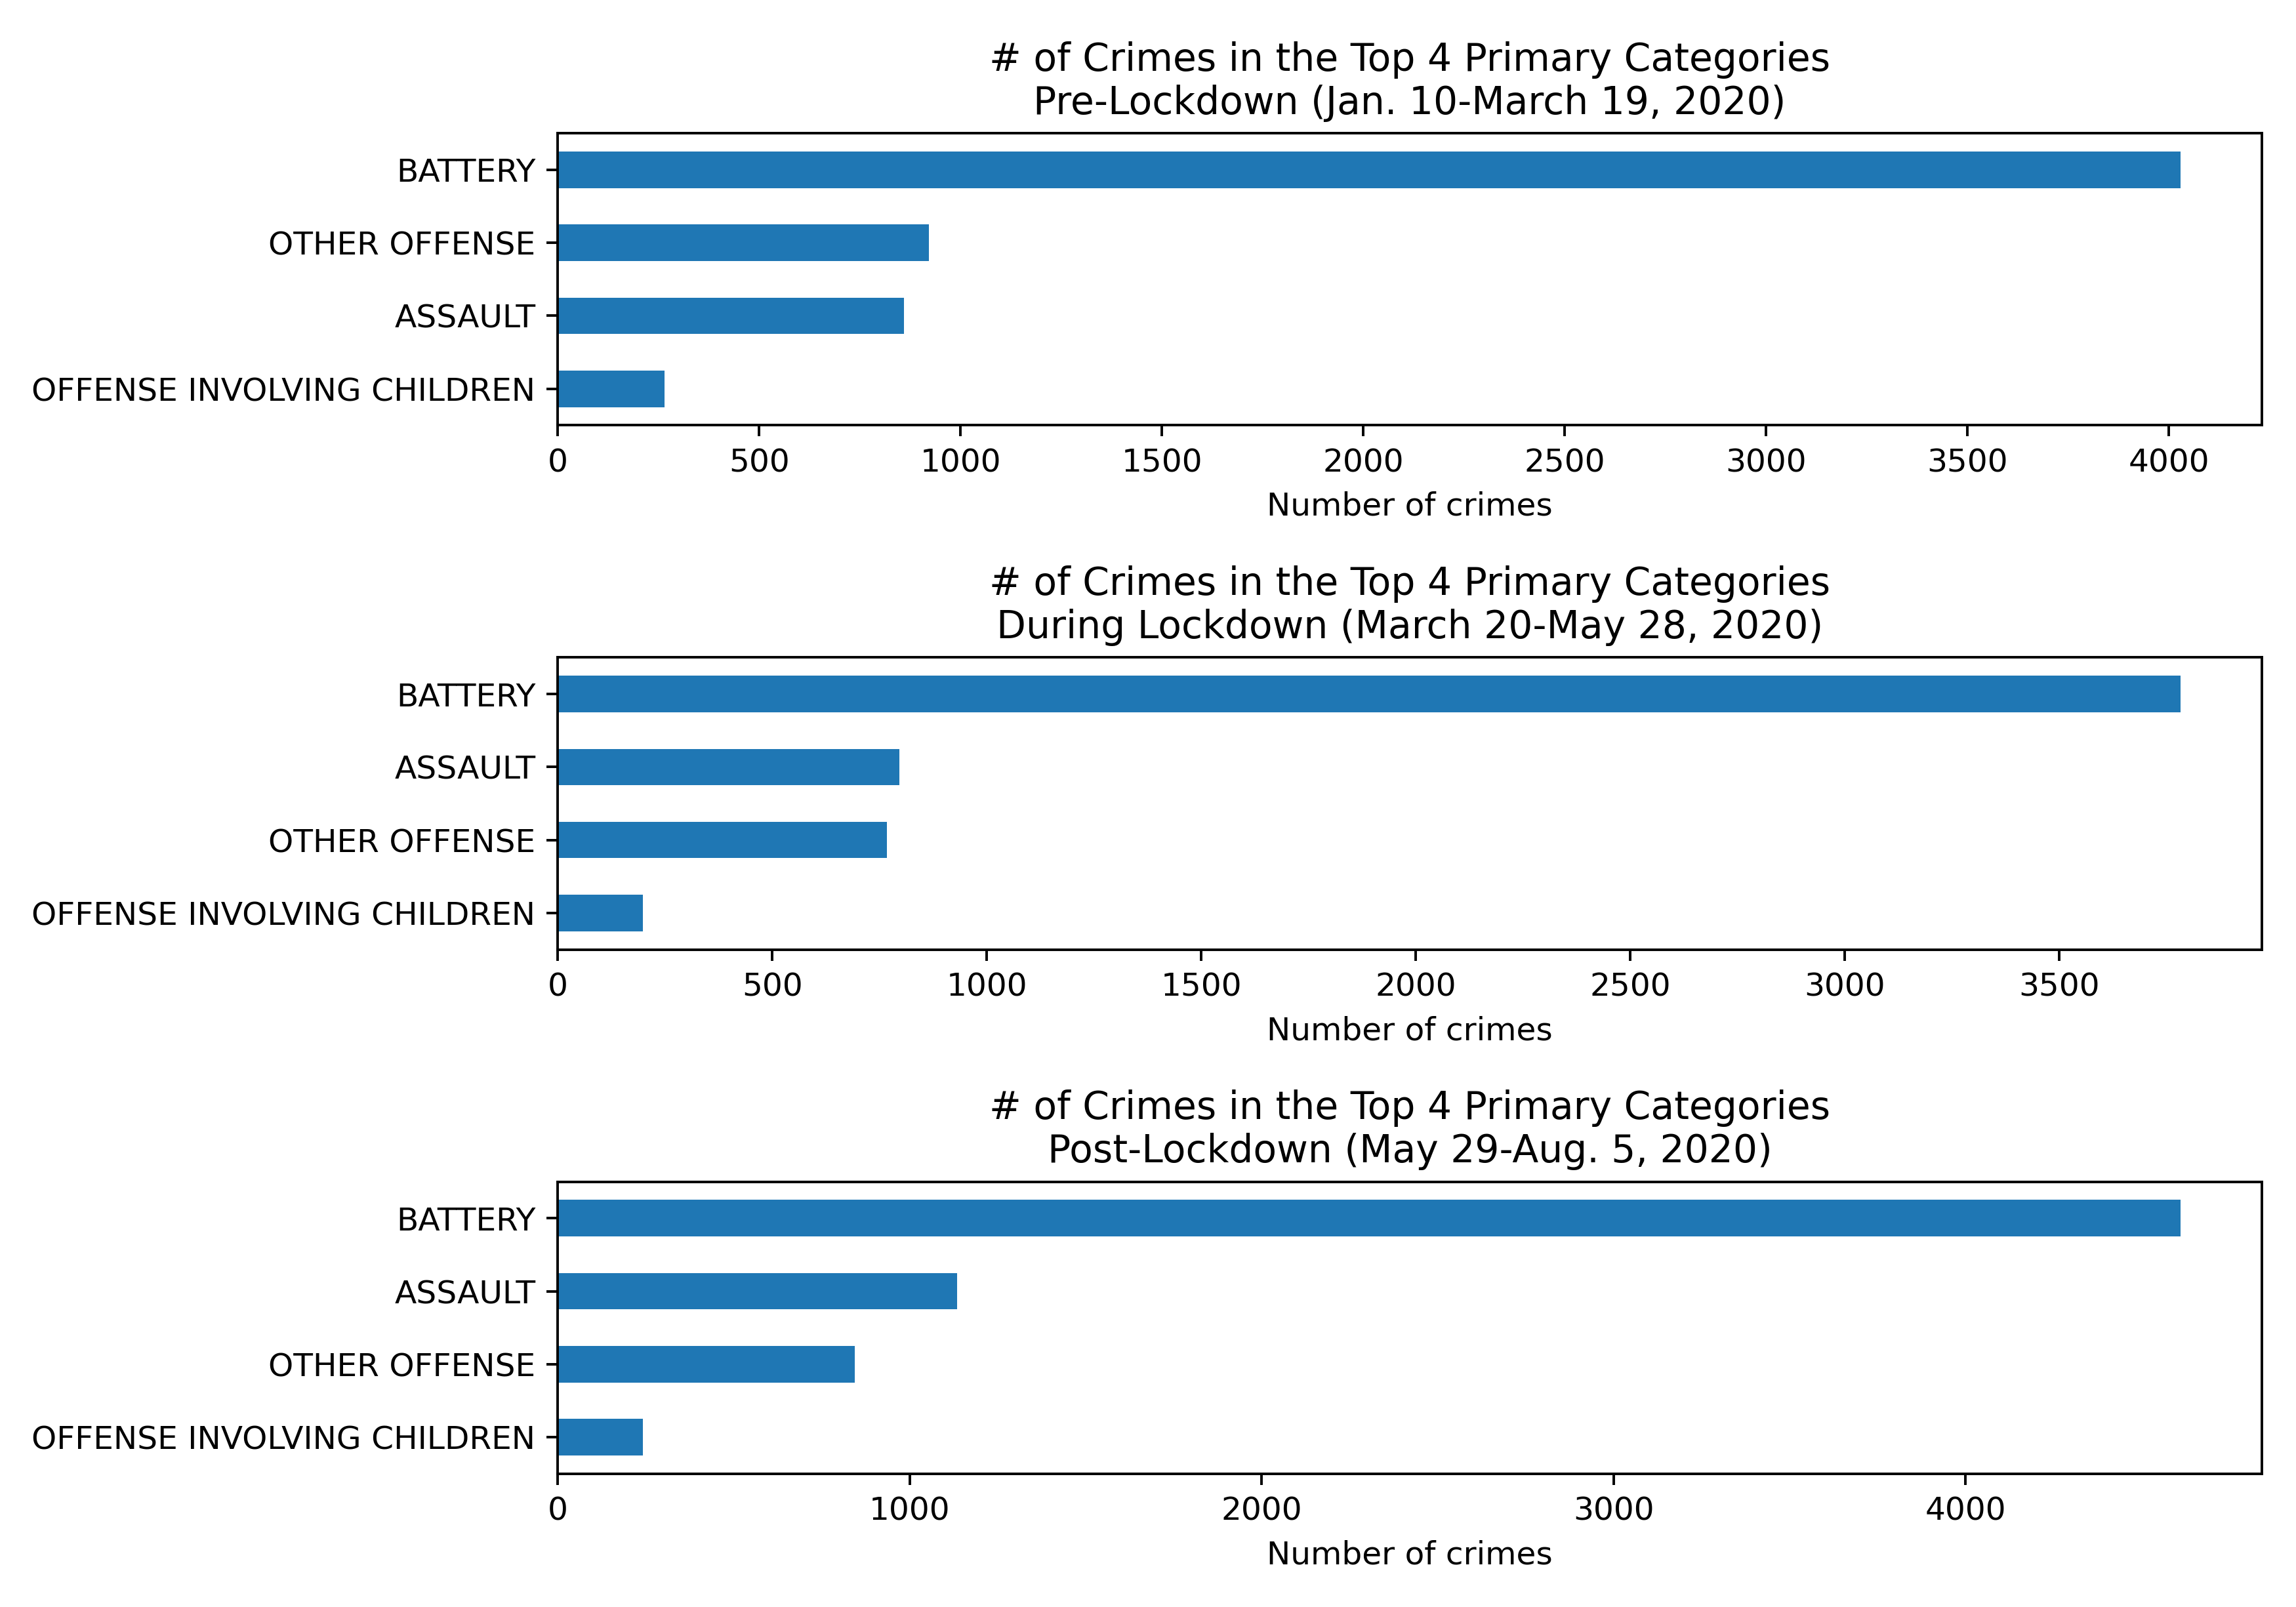 # of Crimes in the Top 4 Primary Categories
Pre-Lockdown (Jan. 10-March 19, 2020)
BATTERY
OTHER OFFENSE
ASSAULT
OFFENSE INVOLVING CHILDREN
0 500 1000 1500 2000 2500 3000 3500 4000
Number of crimes
# of Crimes in the Top 4 Primary Categories
During Lockdown (March 20-May 28, 2020)
BATTERY
ASSAULT
OTHER OFFENSE
OFFENSE INVOLVING CHILDREN
0 500 1000 1500 2000 2500 3000 3500
Number of crimes
# of Crimes in the Top 4 Primary Categories
Post-Lockdown (May 29-Aug. 5, 2020)
BATTERY
ASSAULT
OTHER OFFENSE
OFFENSE INVOLVING CHILDREN
0 1000 2000 3000 4000
Number of crimes